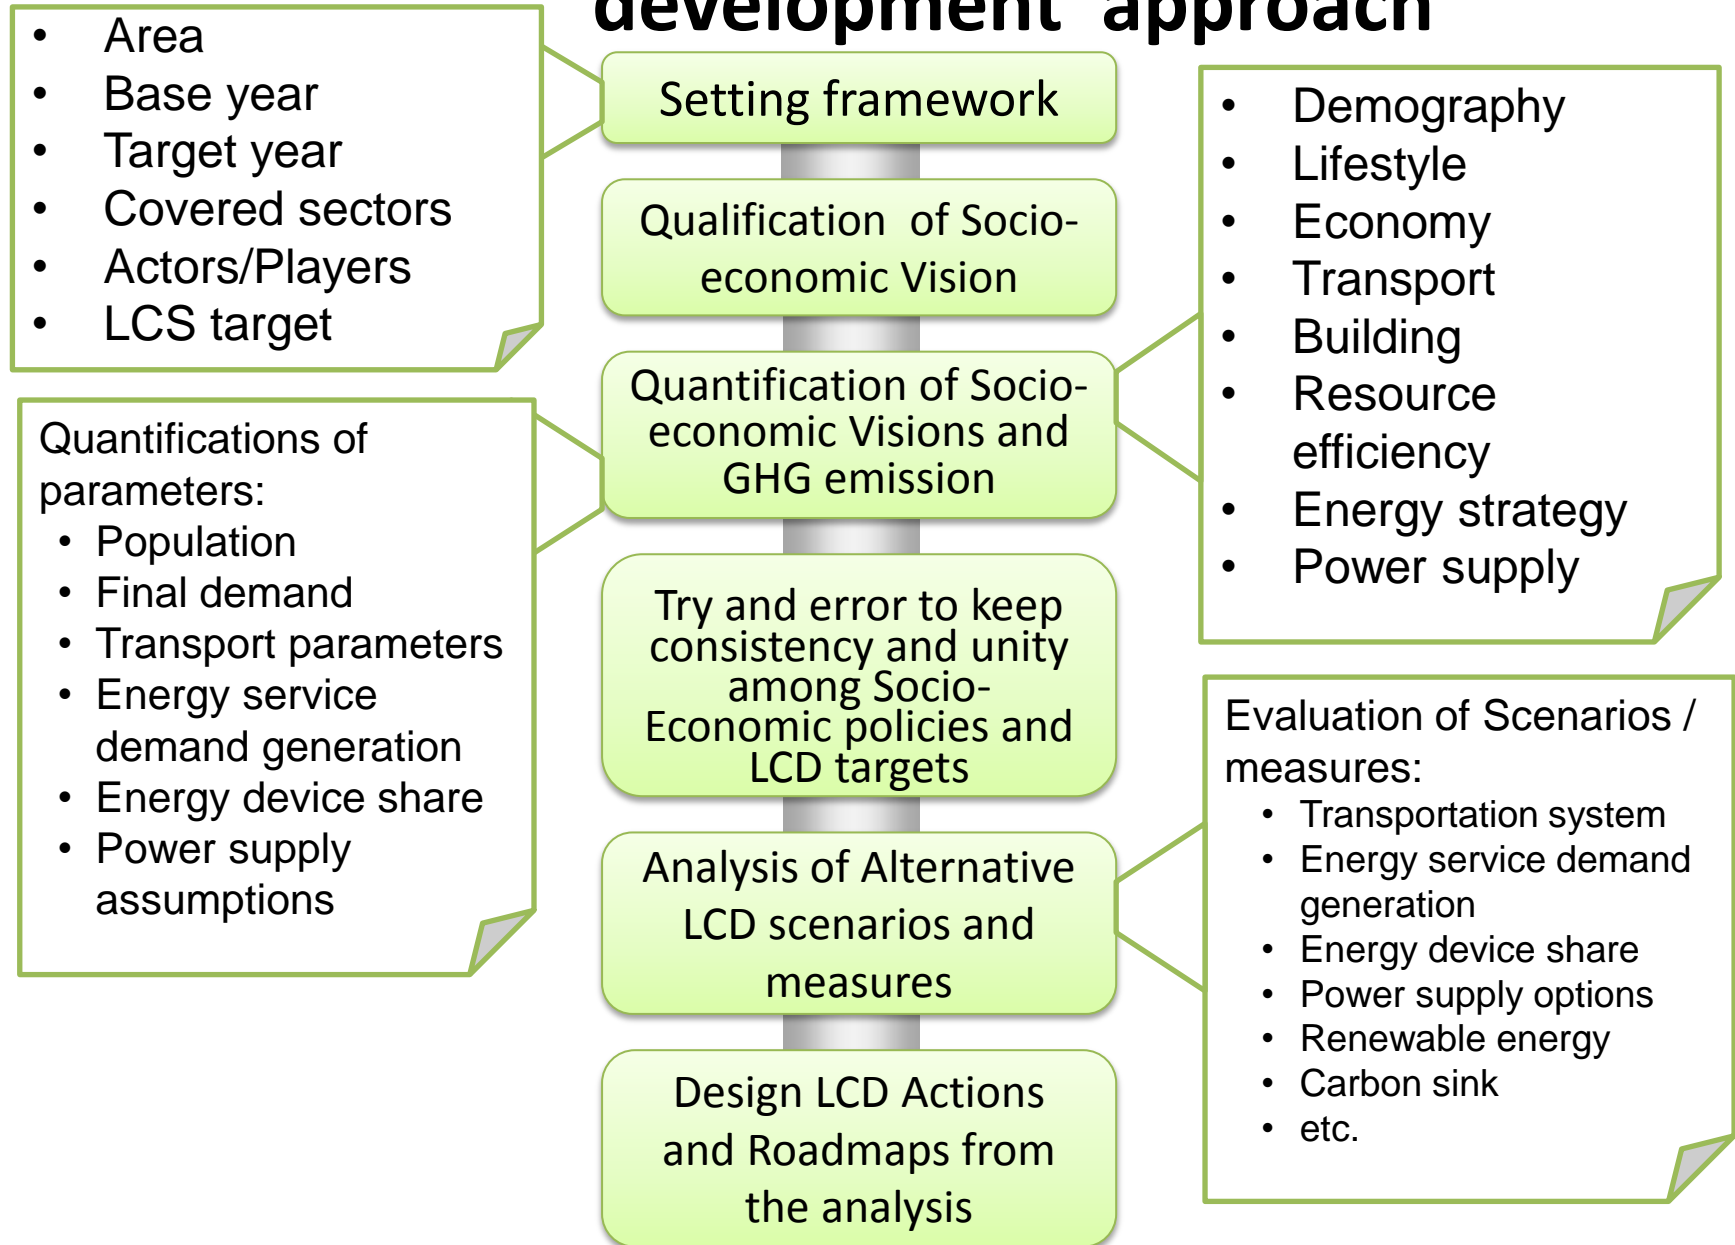 development approach
• Area
• Base year
• Target year
• Covered sectors
• Actors/Players
• LCS target
Setting framework
Qualification of Socio-
economic Vision
Quantification of Socio-
economic Visions and
GHG emission
Try and error to keep
consistency and unity
among Socio-
Economic policies and
LCD targets
Analysis of Alternative
LCD scenarios and
measures
Design LCD Actions
and Roadmaps from
the analysis
• Demography
• Lifestyle
• Economy
• Transport
• Building
• Resource
efficiency
• Energy strategy
• Power supply
Quantifications of
parameters:
• Population
• Final demand
• Transport parameters
• Energy service
demand generation
• Energy device share
• Power supply
assumptions
Evaluation of Scenarios /
measures:
• Transportation system
• Energy service demand
generation
• Energy device share
• Power supply options
• Renewable energy
• Carbon sink
• etc.